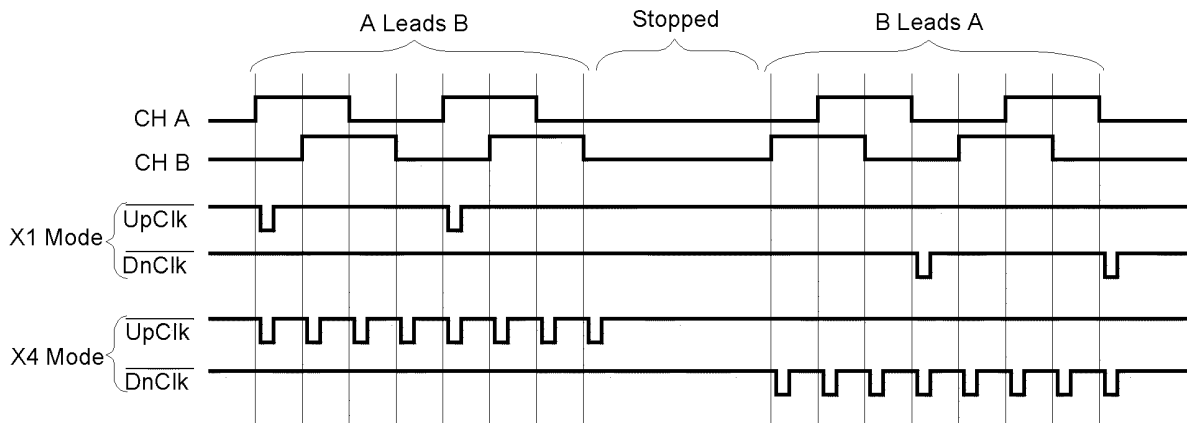 A Leads B
Stopped
B Leads A
CH A
CH B
X1 Mode
UpClk
DnClk
X4 Mode
UpClk
DnClk